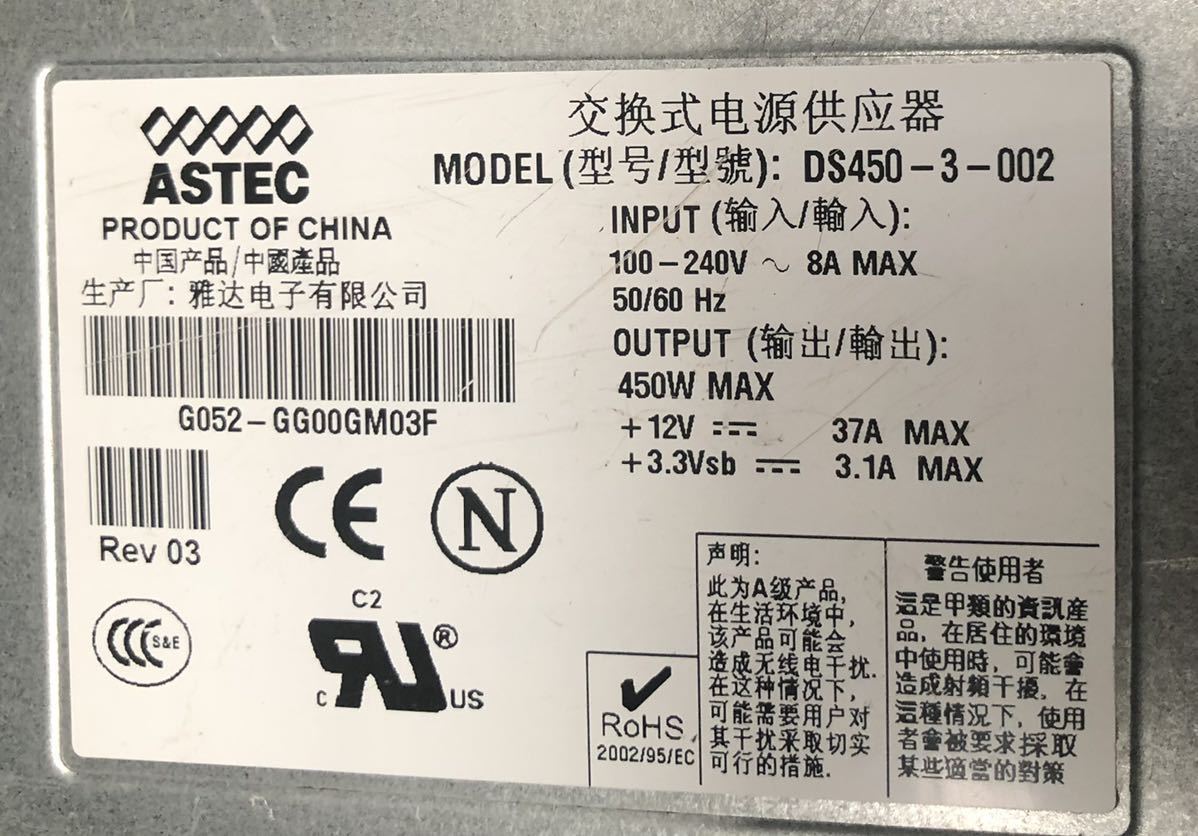 ASTEC
PRODUCT OF CHINA
中国产品/中國產品
生产厂: 雅达电子有限公司
G052-GG00GM03F
Rev 03
CE
N
CCC S&E
C2
RU®
C US
交换式电源供应器
MODEL (型号/型號): DS450-3-002
INPUT (输入/輸入):
100-240V ~ 8A MAX
50/60 Hz
OUTPUT (输出/輸出):
450W MAX
+12V ⎓ 37A MAX
+3.3Vsb ⎓ 3.1A MAX
RoHS
2002/95/EC
声明:
此为A级产品,
在生活环境中,
该产品可能会
造成无线电干扰.
在这种情况下,
可能需要用户对
其干扰采取切实
可行的措施.
警告使用者
這是甲類的資訊産
品, 在居住的環境
中使用時, 可能會
造成射頻干擾, 在
這種情況下, 使用
者會被要求採取
某些適當的對策